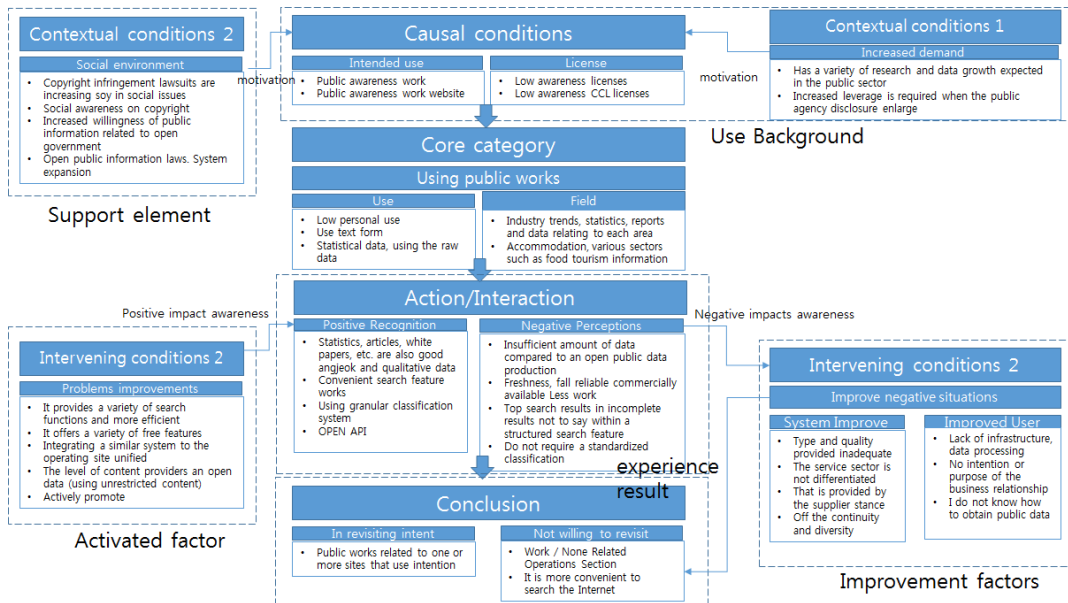 Contextual conditions 2
Social environment
• Copyright infringement lawsuits are
increasing soy in social issues
• Social awareness on copyright
• Increased willingness of public
information related to open
government
• Open public information laws. System
expansion
Support element
motivation
Causal conditions
Intended use
• Public awareness work
• Public awareness work website
License
• Low awareness licenses
• Low awareness CCL licenses
motivation
Contextual conditions 1
Increased demand
• Has a variety of research and data growth expected
in the public sector
• Increased leverage is required when the public
agency disclosure enlarge
Use Background
Core category
Using public works
Use
• Low personal use
• Use text form
• Statistical data, using the raw
data
Field
• Industry trends, statistics, reports
and data relating to each area
• Accommodation, various sectors
such as food tourism information
Action/Interaction
Positive Recognition
• Statistics, articles, white
papers, etc. are also good
angjeok and qualitative data
• Convenient search feature
works
• Using granular classification
system
• OPEN API
Negative Perceptions
• Insufficient amount of data
compared to an open public data
production
• Freshness, fall reliable commercially
available Less work
• Top search results in incomplete
results not to say within a
structured search feature
• Do not require a standardized
classification
experience
result
Positive impact awareness
Intervening conditions 2
Problems improvements
• It provides a variety of search
functions and more efficient
• It offers a variety of free features
• Integrating a similar system to the
operating site unified
• The level of content providers an open
data (using unrestricted content)
• Actively promote
Activated factor
Negative impacts awareness
Intervening conditions 2
Improve negative situations
System Improve
• Type and quality
provided inadequate
• The service sector is
not differentiated
• That is provided by
the supplier stance
• Off the continuity
and diversity
Improved User
• Lack of infrastructure,
data processing
• No intention or
purpose of the
business relationship
• I do not know how
to obtain public data
Improvement factors
Conclusion
In revisiting intent
• Public works related to one or
more sites that use intention
Not willing to revisit
• Work / None Related
Operations Section
• It is more convenient to
search the Internet